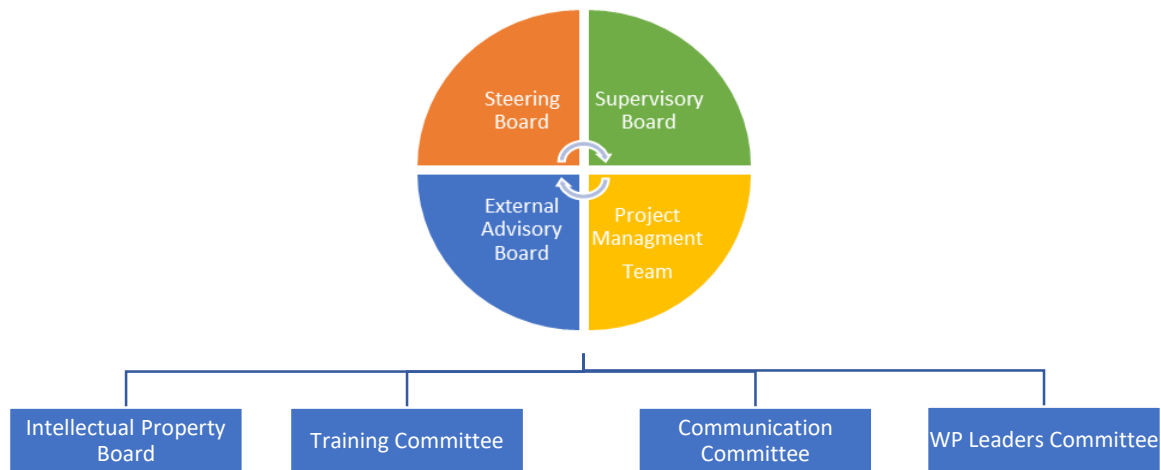 Steering
Board
Supervisory
Board
External
Advisory
Board
Project
Managment
Team
Intellectual Property
Board
Training Committee
Communication
Committee
WP Leaders Committee